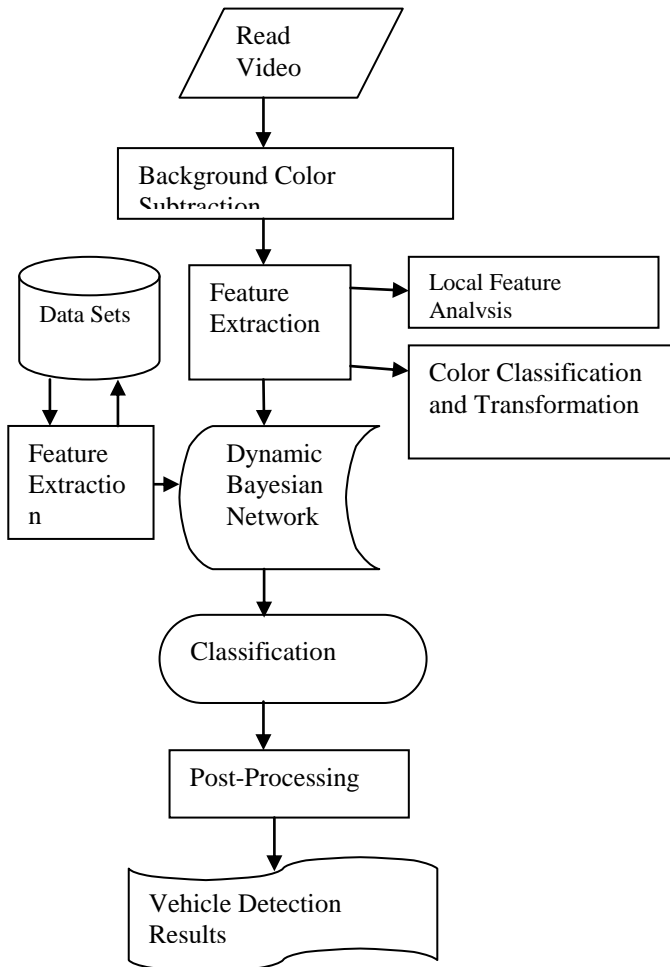 Read
Video
Background Color
Subtraction
Feature
Extraction
Local Feature
Analysis
Data Sets
Color Classification
and Transformation
Feature
Extractio
n
Dynamic
Bayesian
Network
Classification
Post-Processing
Vehicle Detection
Results